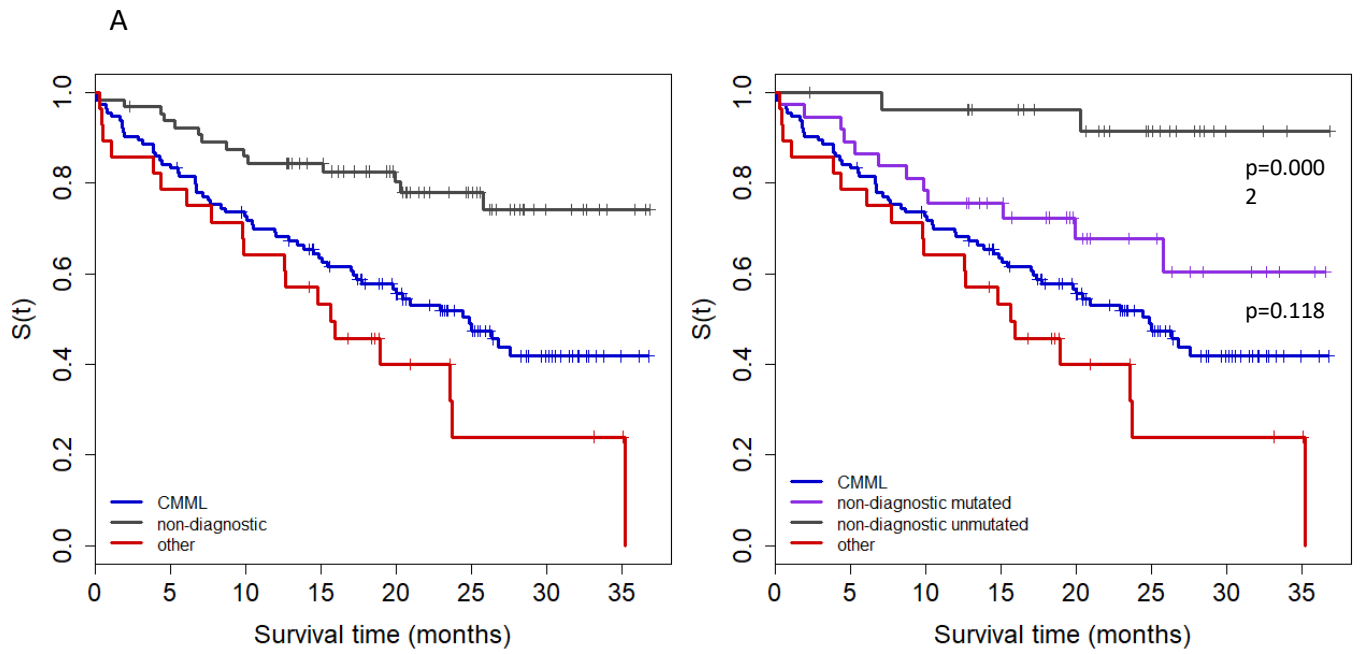 A
S(t)
1.0
0.8
0.6
0.4
0.2
0.0
CMML
non-diagnostic
other
0 5 10 15 20 25 30 35
Survival time (months)
S(t)
1.0
0.8
0.6
0.4
0.2
0.0
p=0.000
2
p=0.118
CMML
non-diagnostic mutated
non-diagnostic unmutated
other
0 5 10 15 20 25 30 35
Survival time (months)